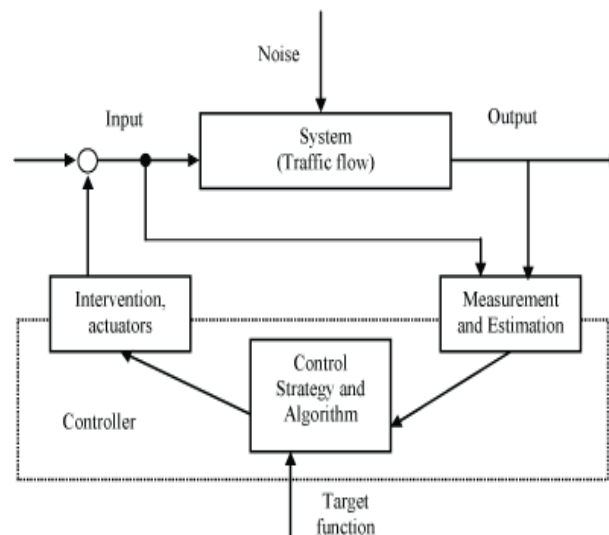 Noise
Input
System
(Traffic flow)
Output
Intervention,
actuators
Measurement
and Estimation
Control
Strategy and
Algorithm
Controller
Target
function